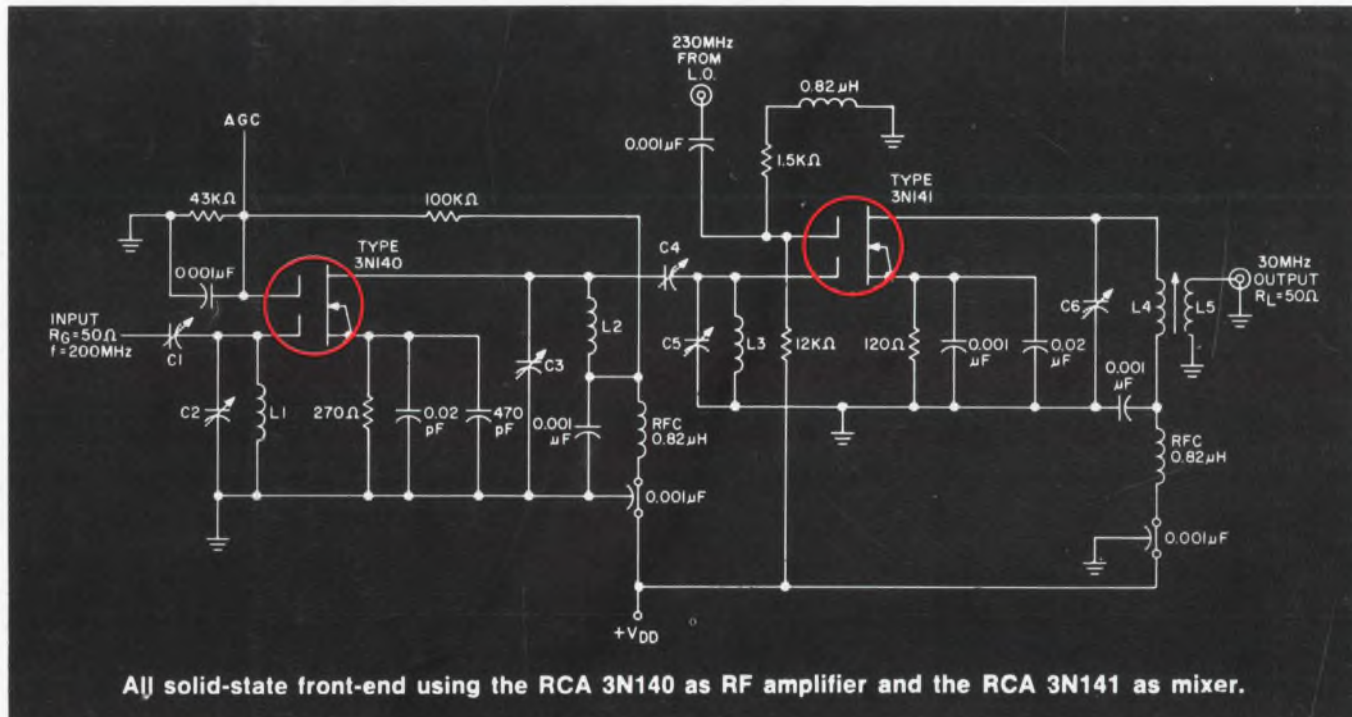 230MHz
FROM
L.O.
0.82µH
AGC
0.001µF
1.5KΩ
43KΩ
100KΩ
TYPE
3N141
TYPE
3N140
C4
0.001µF
30MHz
OUTPUT
RL=50Ω
INPUT
RG=50Ω
f=200MHz
C1
L2
C6
L4
L5
C3
C5
L3
12KΩ
120Ω
0.001
µF
0.02
µF
C2
L1
270Ω
0.02
pF
470
pF
0.001
µF
RFC
0.82µH
0.001
µF
RFC
0.82µH
0.001µF
0.001µF
+VDD
All solid-state front-end using the RCA 3N140 as RF amplifier and the RCA 3N141 as mixer.